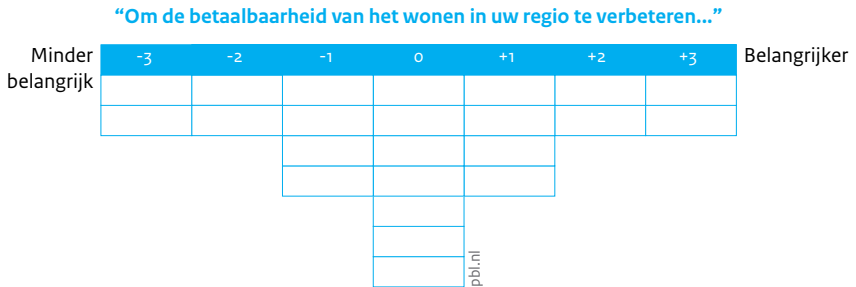 “Om de betaalbaarheid van het wonen in uw regio te verbeteren...”
Minder belangrijk
-3 -2 -1 0 +1 +2 +3
Belangrijker
pbl.nl